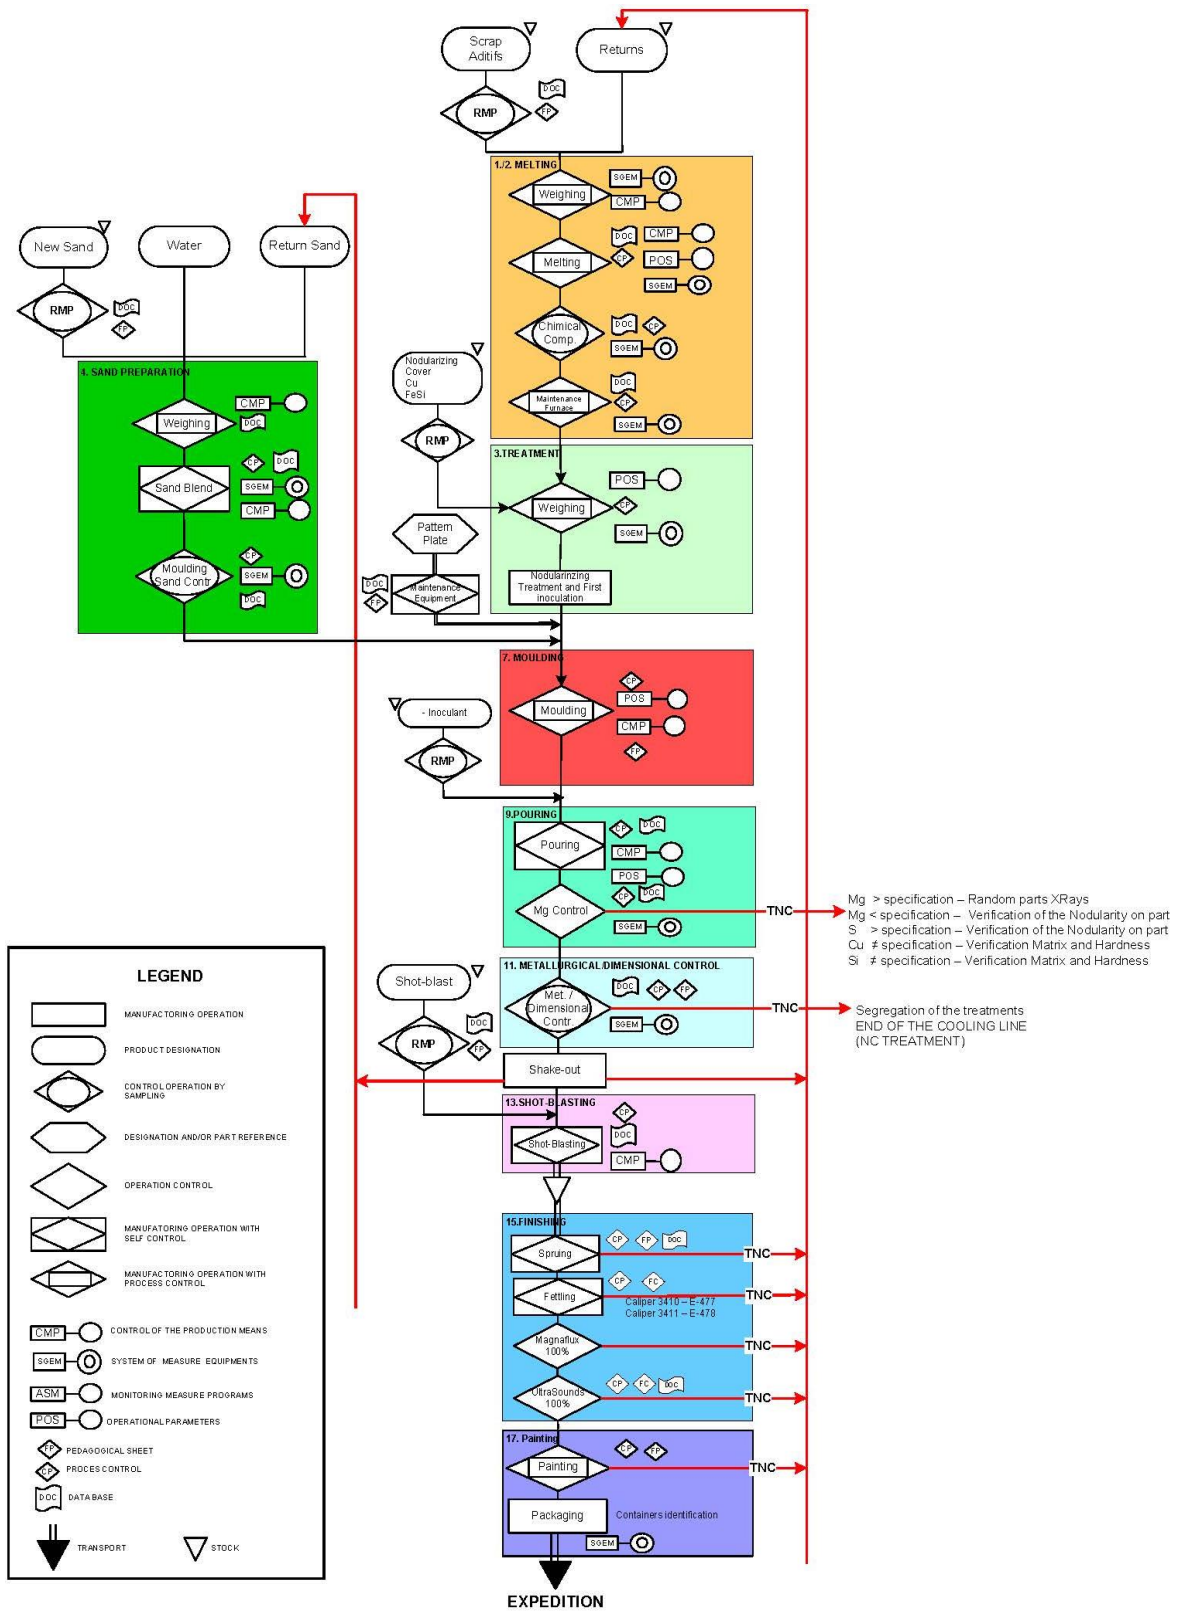 Scrap
Aditifs
Returns
DOC
RMP
FP
1./2. MELTING
Weighing
SGEM
CMP
DOC
CMP
Melting
CP
POS
SGEM
Chimical
Comp.
DOC
CP
SGEM
Maintenance
Furnace
DOC
CP
SGEM
New Sand
Water
Return Sand
RMP
DOC
FP
4. SAND PREPARATION
Weighing
CMP
DOC
Sand Blend
CP
DOC
SGEM
CMP
Moulding
Sand Contr.
CP
SGEM
DOC
Nodularizing
Cover
Cu
FeSi
RMP
3.TREATMENT
Weighing
POS
CP
SGEM
Nodularinzing
Treatment and First
inoculation
Pattern
Plate
DOC
FP
Maintenance
Equipment
7. MOULDING
Moulding
CP
POS
CMP
FP
- Inoculant
RMP
9.POURING
Pouring
CP
DOC
CMP
POS
CP
DOC
Mg Control
SGEM
TNC
Mg > specification – Random parts XRays
Mg < specification – Verification of the Nodularity on part
S > specification – Verification of the Nodularity on part
Cu ≠ specification – Verification Matrix and Hardness
Si ≠ specification – Verification Matrix and Hardness
11. METALLURGICAL/DIMENSIONAL CONTROL
Met. /
Dimensional
Contr.
DOC
CP
FP
SGEM
TNC
Segregation of the treatments
END OF THE COOLING LINE
(NC TREATMENT)
Shot-blast
DOC
RMP
CP
Shake-out
13.SHOT-BLASTING
Shot-Blasting
CP
DOC
CMP
15.FINISHING
Spruing
CP
FP
DOC
TNC
Fettling
CP
FC
TNC
Caliper 3410 – E-477
Caliper 3411 – E-478
Magnaflux
100%
TNC
UltraSounds
100%
CP
FC
DOC
TNC
17. Painting
Painting
CP
FP
TNC
Packaging
Containers identification
SGEM
EXPEDITION
LEGEND
MANUFACTURING OPERATION
PRODUCT DESIGNATION
CONTROL OPERATION BY
SAMPLING
DESIGNATION AND/OR PART REFERENCE
OPERATION CONTROL
MANUFATORING OPERATION WITH
SELF CONTROL
MANUFACTORING OPERATION WITH
PROCESS CONTROL
CMP
CONTROL OF THE PRODUCTION MEANS
SGEM
SYSTEM OF MEASURE EQUIPMENTS
ASM
MONITORING MEASURE PROGRAMS
POS
OPERATIONAL PARAMETERS
FP
PEDAGOGICAL SHEET
CP
PROCES CONTROL
DOC
DATABASE
TRANSPORT
STOCK